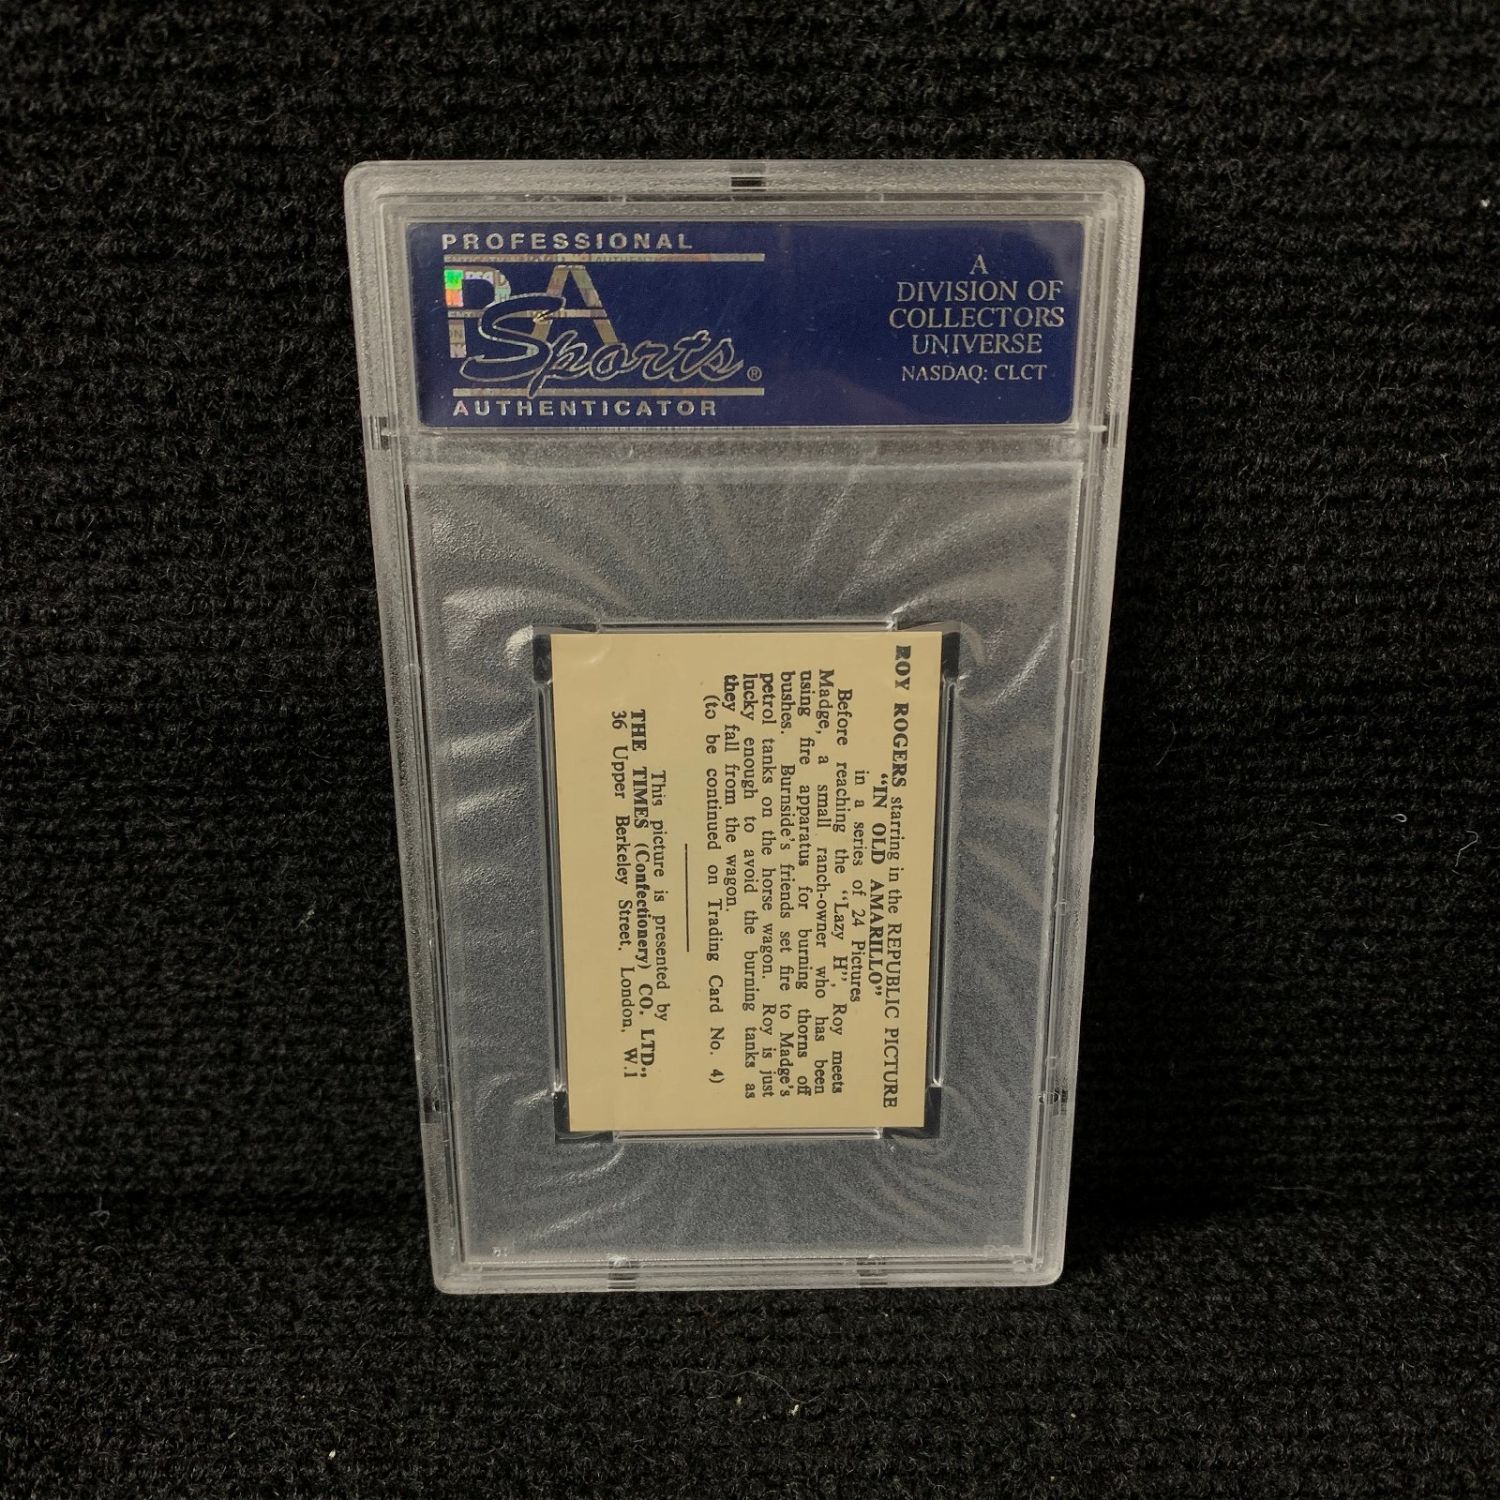 PROFESSIONAL
PSA
Sports®
AUTHENTICATOR
A
DIVISION OF
COLLECTORS
UNIVERSE
NASDAQ: CLCT
ROY ROGERS starring in the REPUBLIC PICTURE
"IN OLD AMARILLO"
in a series of 24 Pictures
Before reaching the "Lazy H", Roy meets
Madge, a small ranch-owner who has been
using fire apparatus for burning thorns off
bushes. Burnside's friends set fire to Madge's
petrol tanks on the horse wagon. Roy is just
lucky enough to avoid the burning tanks as
they fall from the wagon.
(to be continued on Trading Card No. 4)
This picture is presented by
THE TIMES (Confectionery) CO. LTD.,
36 Upper Berkeley Street, London, W.1